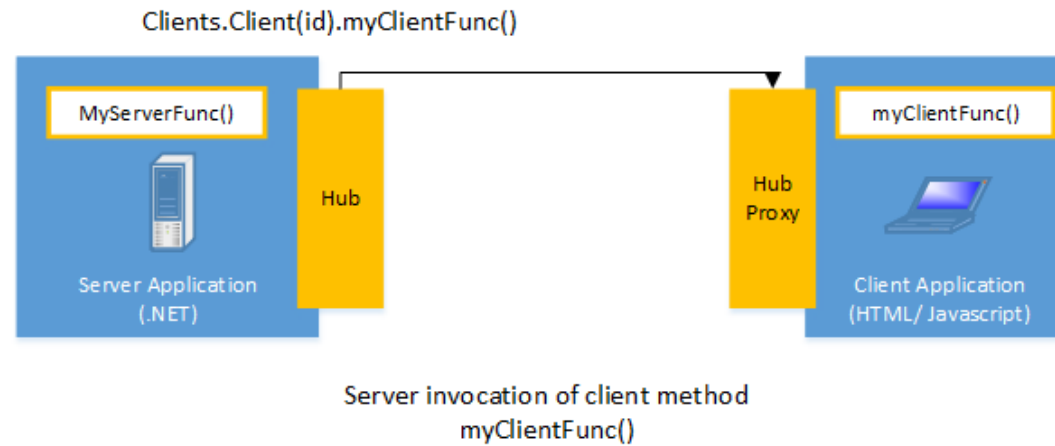 Clients.Client(id).myClientFunc()
MyServerFunc()
myClientFunc()
Hub
Hub
Proxy
Server Application
(.NET)
Client Application
(HTML/ Javascript)
Server invocation of client method
myClientFunc()